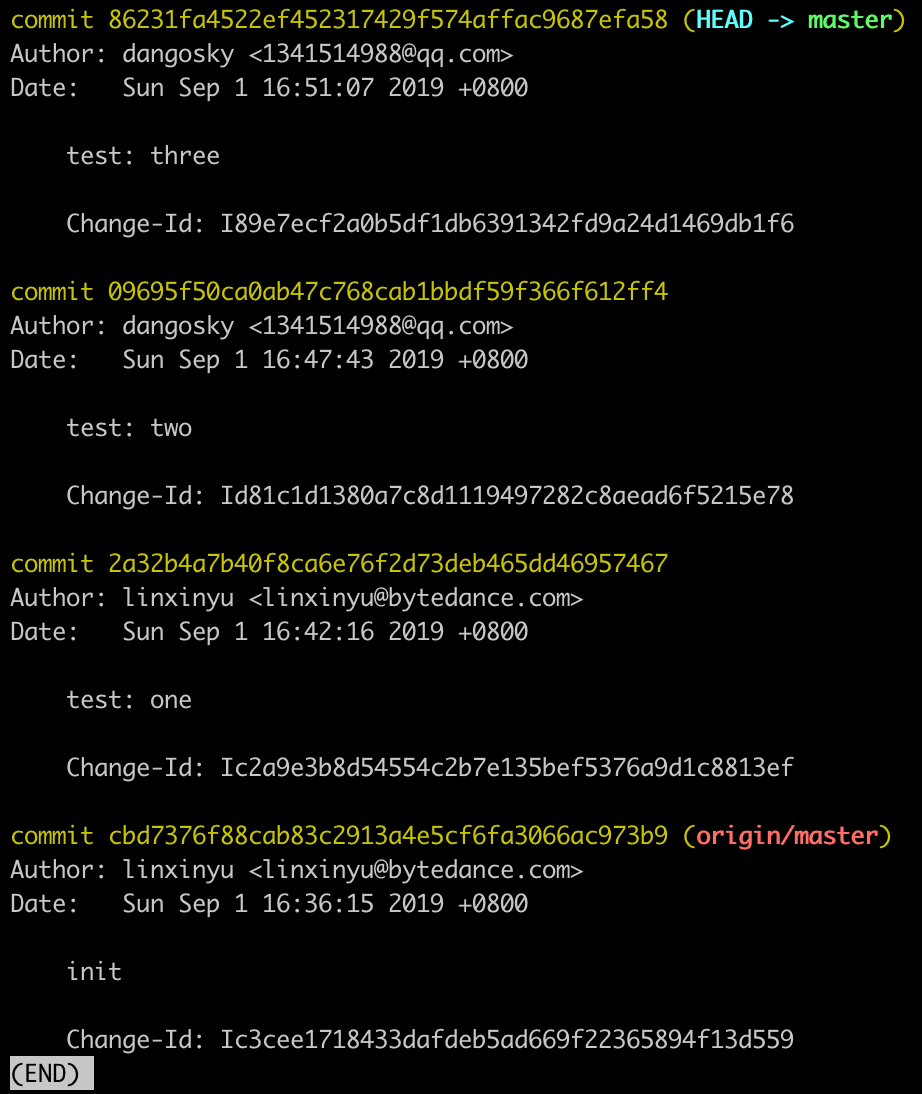 commit 86231fa4522ef452317429f574affac9687efa58 (HEAD -> master)
Author: dangosky <1341514988@qq.com>
Date:   Sun Sep 1 16:51:07 2019 +0800
test: three
Change-Id: I89e7ecf2a0b5df1db6391342fd9a24d1469db1f6
commit 09695f50ca0ab47c768cab1bbdf59f366f612ff4
Author: dangosky <1341514988@qq.com>
Date:   Sun Sep 1 16:47:43 2019 +0800
test: two
Change-Id: Id81c1d1380a7c8d1119497282c8aead6f5215e78
commit 2a32b4a7b40f8ca6e76f2d73deb465dd46957467
Author: linxinyu <linxinyu@bytedance.com>
Date:   Sun Sep 1 16:42:16 2019 +0800
test: one
Change-Id: Ic2a9e3b8d54554c2b7e135bef5376a9d1c8813ef
commit cbd7376f88cab83c2913a4e5cf6fa3066ac973b9 (origin/master)
Author: linxinyu <linxinyu@bytedance.com>
Date:   Sun Sep 1 16:36:15 2019 +0800
init
Change-Id: Ic3cee1718433dafdeb5ad669f22365894f13d559
(END)